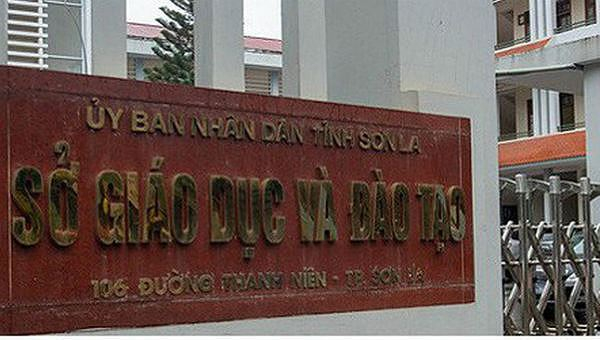 ỦY BAN NHÂN DÂN TỈNH SƠN LA
SỞ GIÁO DỤC VÀ ĐÀO TẠO
106 ĐƯỜNG THANH NIÊN - TP. SƠN LA